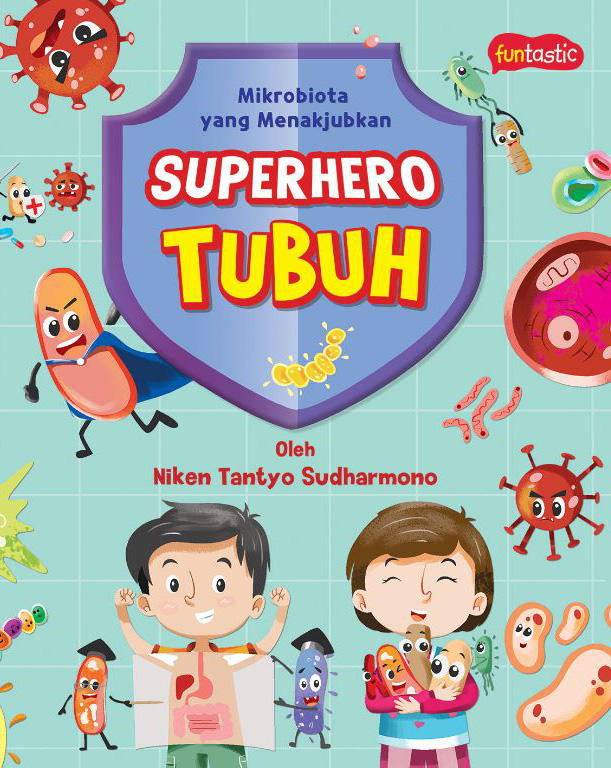 funtastic
Mikrobiota
yang Menakjubkan
SUPERHERO
TUBUH
Oleh
Niken Tantyo Sudharmono